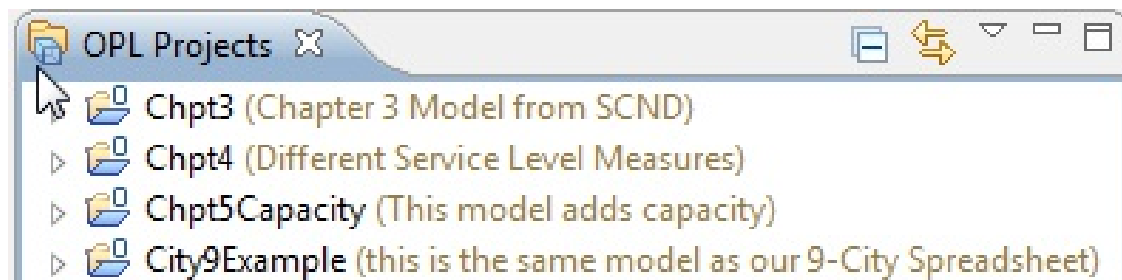 OPL Projects
Chpt3 (Chapter 3 Model from SCND)
Chpt4 (Different Service Level Measures)
Chpt5Capacity (This model adds capacity)
City9Example (this is the same model as our 9-City Spreadsheet)